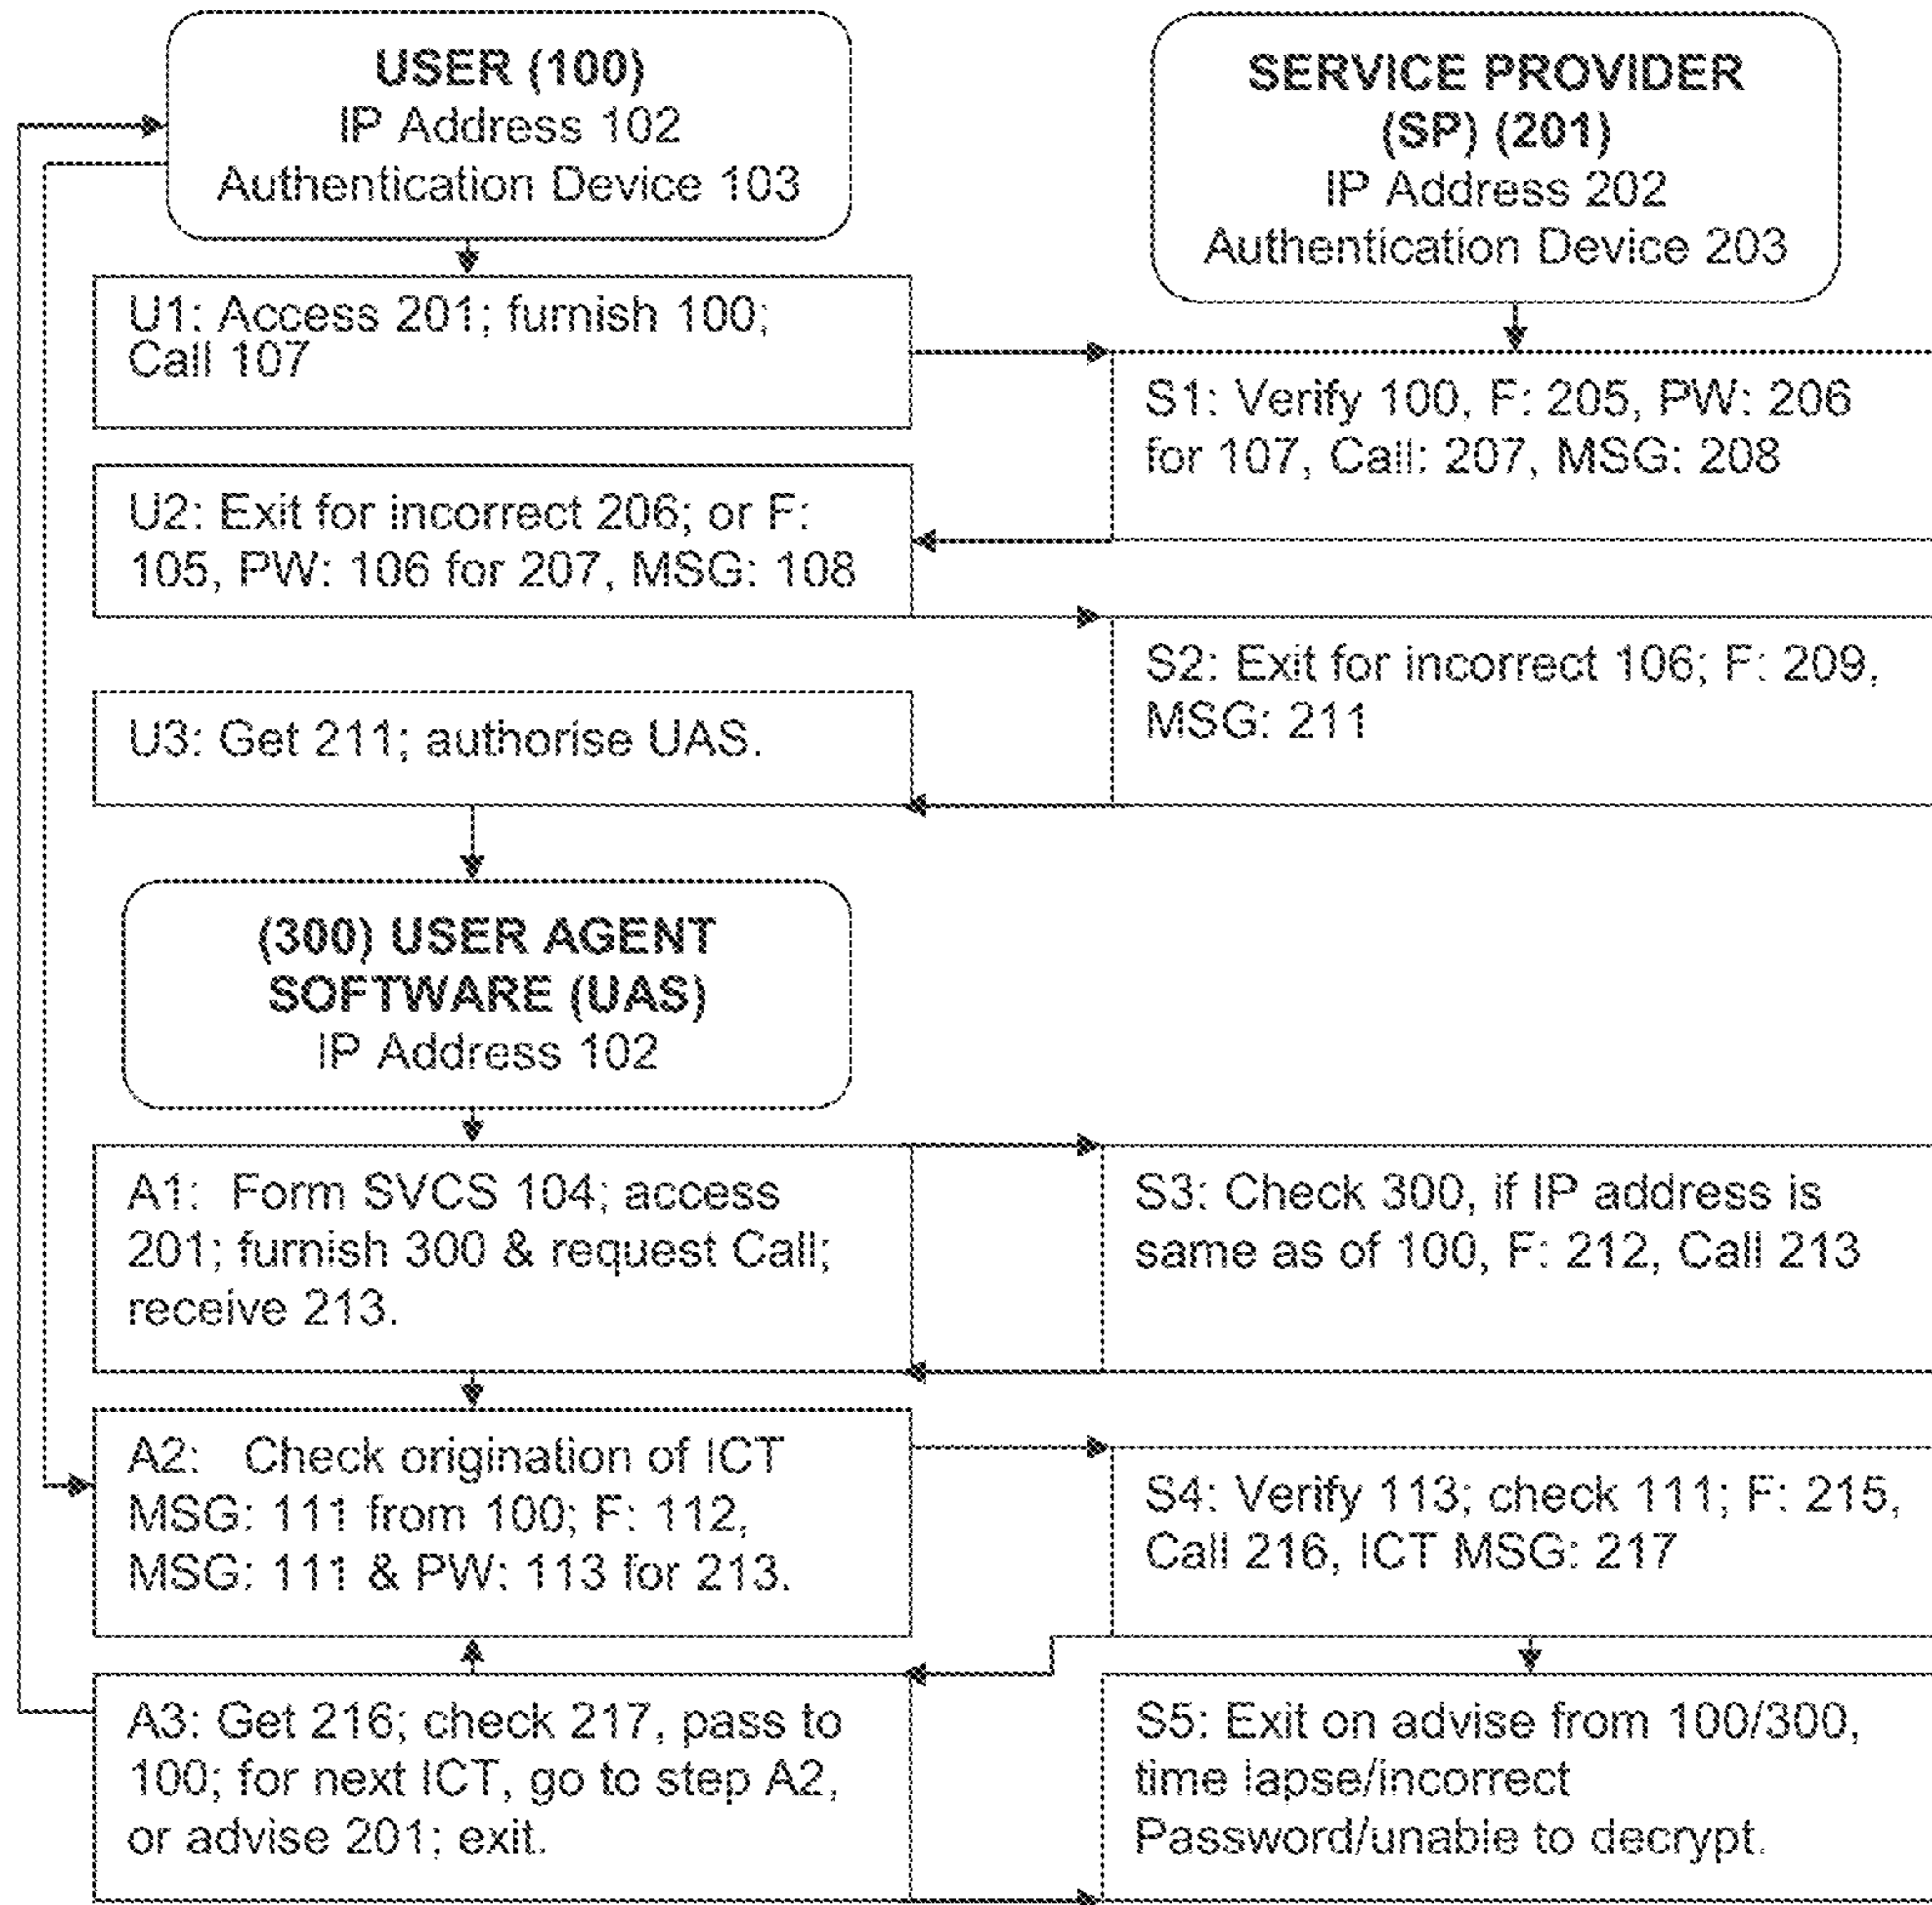 USER (100)
IP Address 102
Authentication Device 103
SERVICE PROVIDER
(SP) (201)
IP Address 202
Authentication Device 203
U1: Access 201; furnish 100;
Call 107
S1: Verify 100, F: 205, PW: 206
for 107, Call: 207, MSG: 208
U2: Exit for incorrect 206; or F:
105, PW: 106 for 207, MSG: 108
S2: Exit for incorrect 106; F: 209,
MSG: 211
U3: Get 211; authorise UAS.
(300) USER AGENT
SOFTWARE (UAS)
IP Address 102
A1: Form SVCS 104; access
201; furnish 300 & request Call;
receive 213.
S3: Check 300, if IP address is
same as of 100, F: 212, Call 213
A2: Check origination of ICT
MSG: 111 from 100; F: 112,
MSG: 111 & PW: 113 for 213.
S4: Verify 113; check 111; F: 215,
Call 216, ICT MSG: 217
A3: Get 216; check 217, pass to
100; for next ICT, go to step A2,
or advise 201; exit.
S5: Exit on advise from 100/300,
time lapse/incorrect
Password/unable to decrypt.